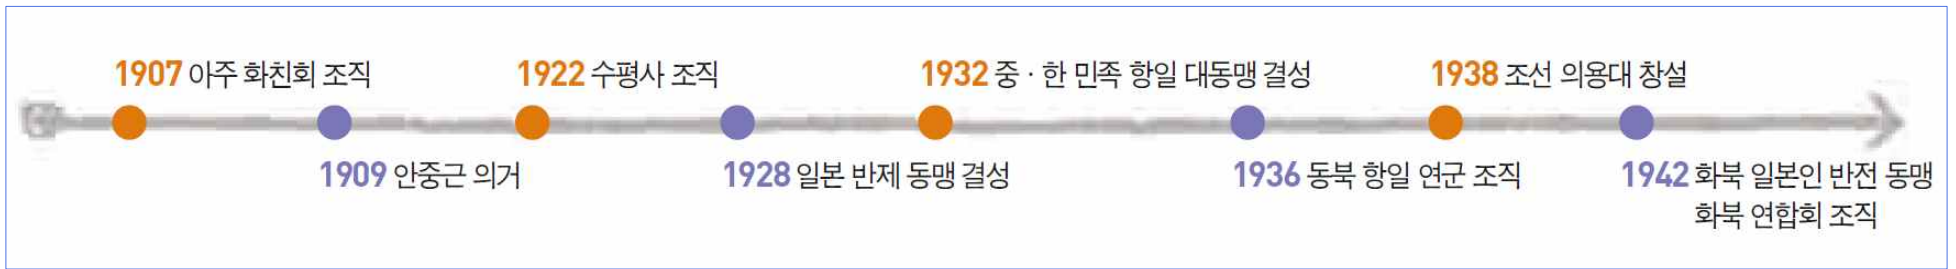 1907 아주 화친회 조직
1922 수평사 조직
1932 중 · 한 민족 항일 대동맹 결성
1938 조선 의용대 창설
1909 안중근 의거
1928 일본 반제 동맹 결성
1936 동북 항일 연군 조직
1942 화북 일본인 반전 동맹
화북 연합회 조직